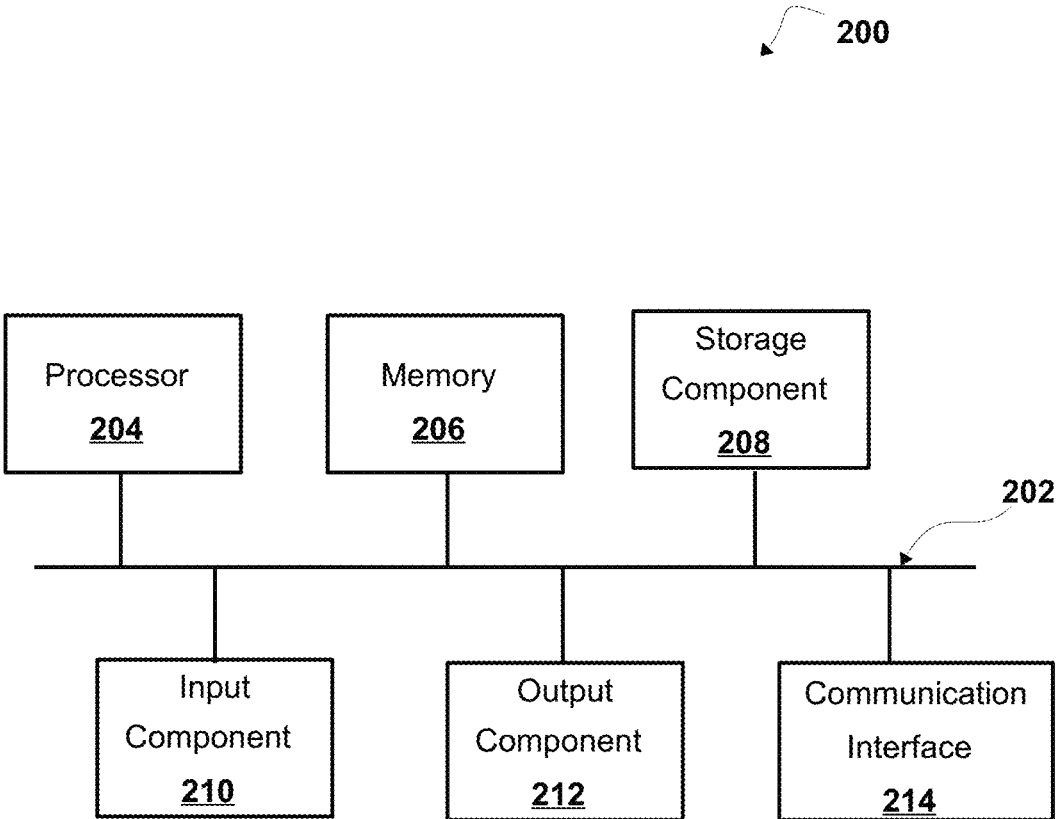 200
Processor
204
Memory
206
Storage
Component
208
202
Input
Component
210
Output
Component
212
Communication
Interface
214